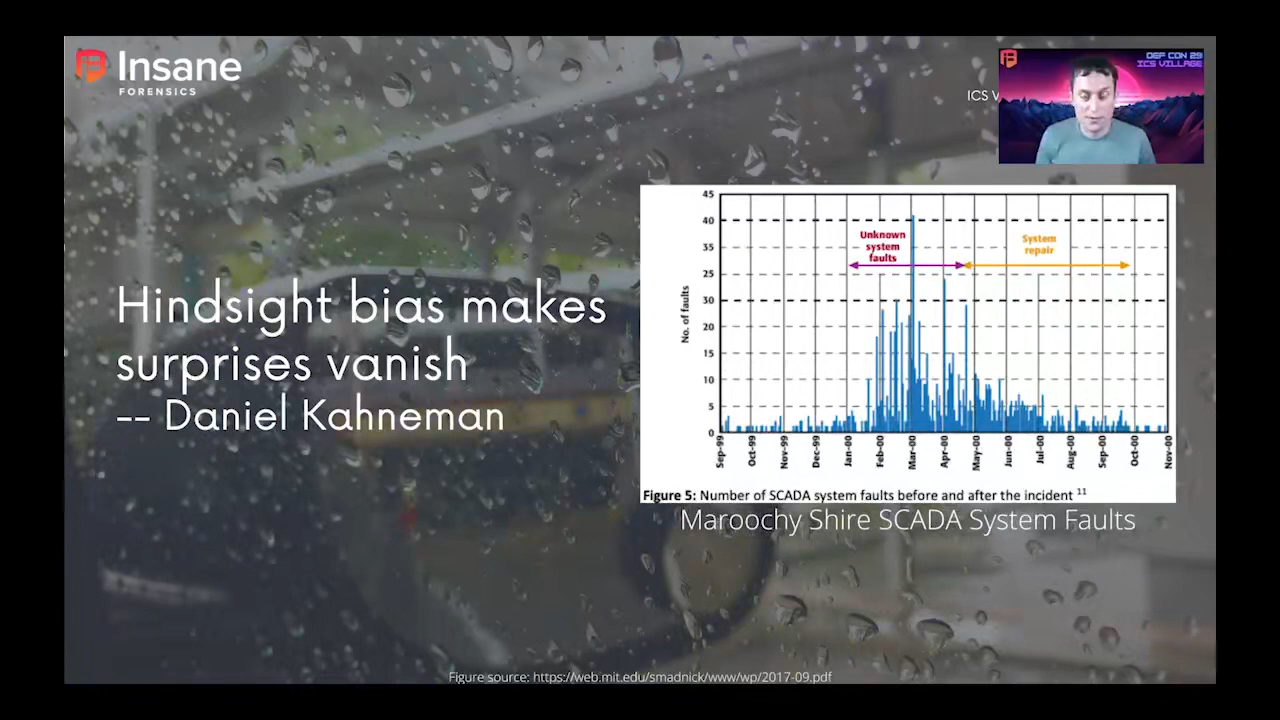 Insane
FORENSICS
ICS V
DEF CON 29
ICS VILLAGE
Hindsight bias makes
surprises vanish
-- Daniel Kahneman
No. of faults
45
40
35
25
30
20
15
10
5
0
Unknown
system
faults
System
repair
Sep-99
Oct-99
Nov-99
Dec-99
Jan-00
Feb-00
Mar-00
Apr-00
May-00
Jun-00
Jul-00
Aug-00
Sep-00
Oct-00
Nov-00
Figure 5: Number of SCADA system faults before and after the incident 11
Maroochy Shire SCADA System Faults
Figure source: https://web.mit.edu/smadnick/www/wp/2017-09.pdf